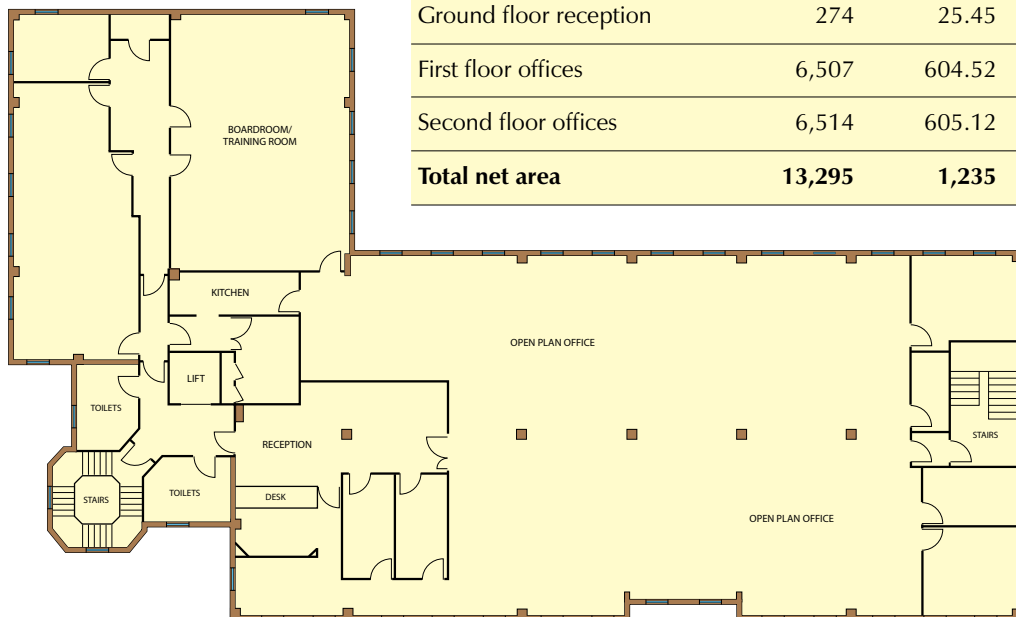 Ground floor reception 274 25.45
First floor offices 6,507 604.52
Second floor offices 6,514 605.12
Total net area 13,295 1,235
BOARDROOM/
TRAINING ROOM
KITCHEN
OPEN PLAN OFFICE
LIFT
TOILETS
RECEPTION
STAIRS
TOILETS
DESK
STAIRS
OPEN PLAN OFFICE